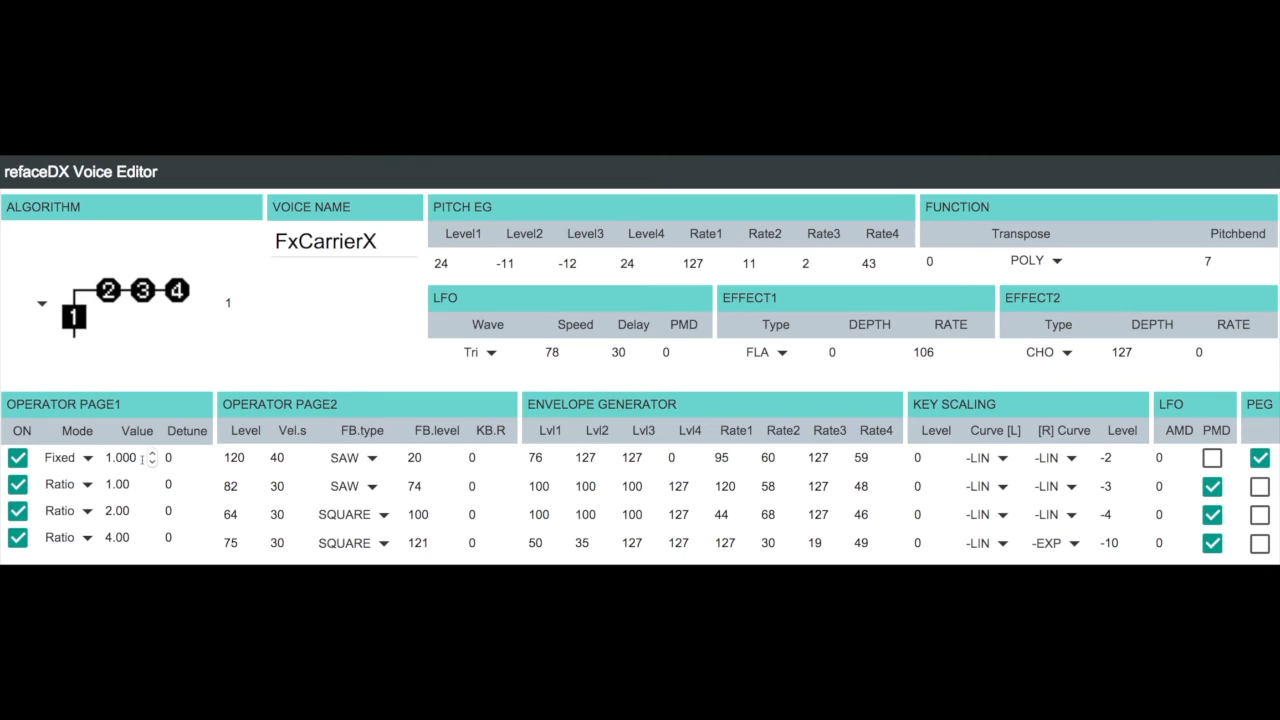 refaceDX Voice Editor
ALGORITHM VOICE NAME PITCH EG FUNCTION
Level1 Level2 Level3 Level4 Rate1 Rate2 Rate3 Rate4 Transpose Pitchbend
FxCarrierX
24 -11 -12 24 127 11 2 43 0 POLY 7
2 3 4
LFO EFFECT1 EFFECT2
1 1
Wave Speed Delay PMD Type DEPTH RATE Type DEPTH RATE
Tri 78 30 0 FLA 0 106 CHO 127 0
OPERATOR PAGE1 OPERATOR PAGE2 ENVELOPE GENERATOR KEY SCALING LFO PEG
ON Mode Value Detune Level Vel.s FB.type FB.level KB.R Lvl1 Lvl2 Lvl3 Lvl4 Rate1 Rate2 Rate3 Rate4 Level Curve [L] [R] Curve Level AMD PMD
Fixed 1.000 0 120 40 SAW 20 0 76 127 127 0 95 60 127 59 0 -LIN -LIN -2 0
Ratio 1.00 0 82 30 SAW 74 0 100 100 100 127 120 58 127 48 0 -LIN -LIN -3 0
Ratio 2.00 0 64 30 SQUARE 100 0 100 100 100 127 44 68 127 46 0 -LIN -LIN -4 0
Ratio 4.00 0 75 30 SQUARE 121 0 50 35 127 127 127 30 19 49 0 -LIN -EXP -10 0